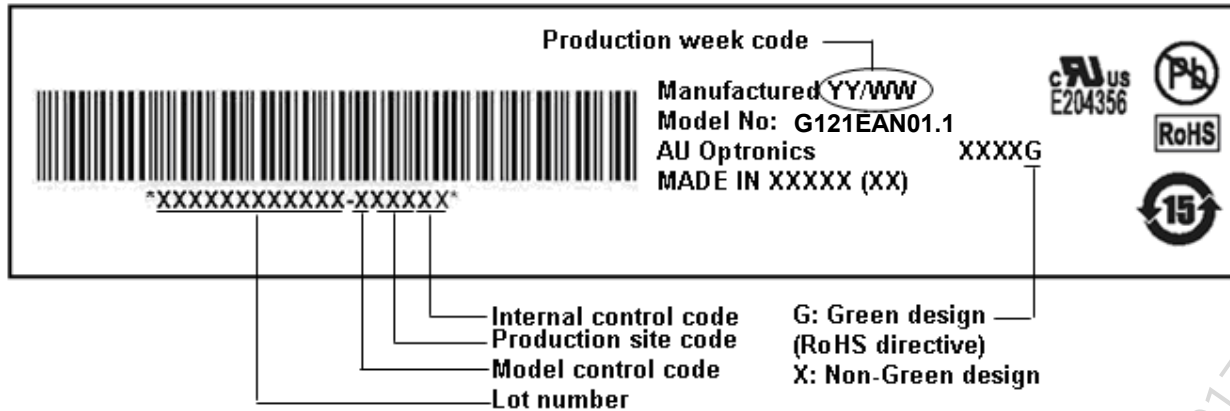 Production week code
Manufactured YY/WW
Model No: G121EAN01.1
AU Optronics XXXXG
MADE IN XXXXX (XX)
c RU US
E204356
Pb
RoHS
15
*XXXXXXXXXXXX-XXXXXX*
Internal control code
Production site code
Model control code
Lot number
G: Green design
(RoHS directive)
X: Non-Green design